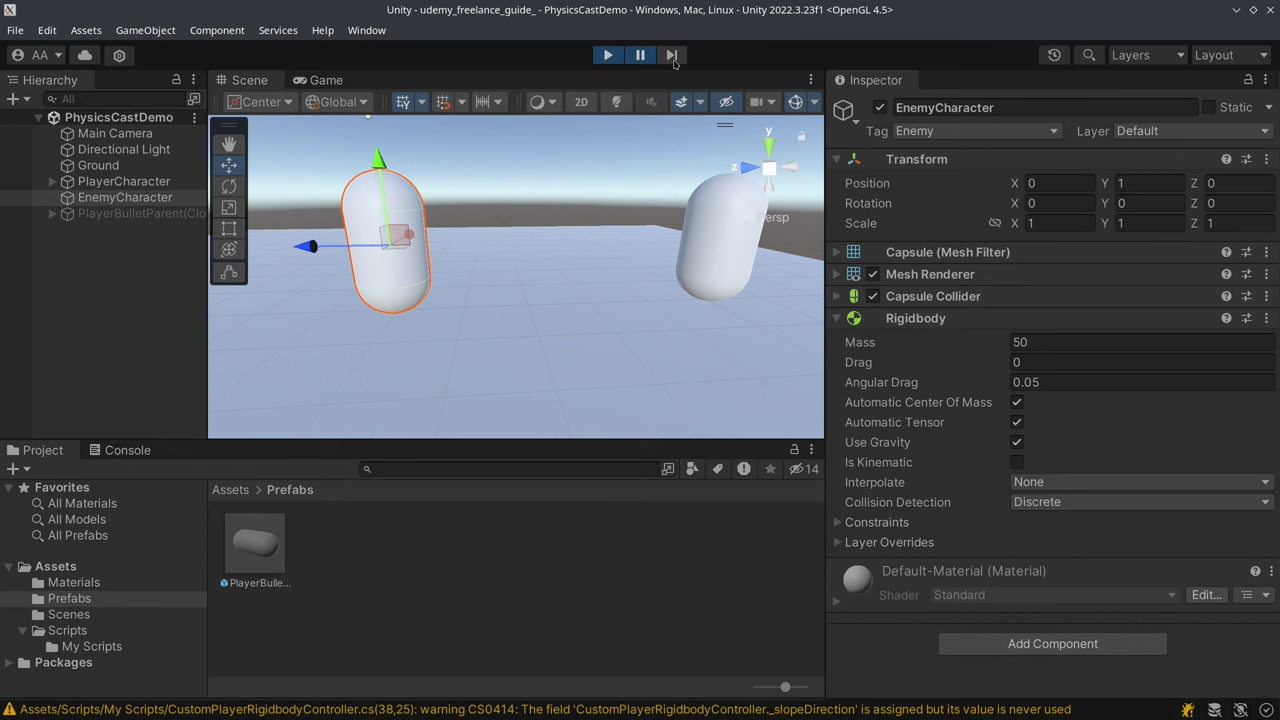 Unity - udemy_freelance_guide_ - PhysicsCastDemo - Windows, Mac, Linux - Unity 2022.3.23f1 <OpenGL 4.5>
File Edit Assets GameObject Component Services Help Window
AA Layers Layout
Hierarchy
All
PhysicsCastDemo
Main Camera
Directional Light
Ground
PlayerCharacter
EnemyCharacter
PlayerBulletParent(Clo
Scene Game
Center Global 2D
y
z
Persp
Inspector
EnemyCharacter Static
Tag Enemy Layer Default
Transform
Position X 0 Y 1 Z 0
Rotation X 0 Y 0 Z 0
Scale X 1 Y 1 Z 1
Capsule (Mesh Filter)
Mesh Renderer
Capsule Collider
Rigidbody
Mass 50
Drag 0
Angular Drag 0.05
Automatic Center Of Mass
Automatic Tensor
Use Gravity
Is Kinematic
Interpolate None
Collision Detection Discrete
Constraints
Layer Overrides
Default-Material (Material)
Shader Standard Edit...
Add Component
Project Console
14
Favorites
All Materials
All Models
All Prefabs
Assets
Materials
Prefabs
Scenes
Scripts
My Scripts
Packages
Assets > Prefabs
PlayerBulle...
Assets/Scripts/My Scripts/CustomPlayerRigidbodyController.cs(38,25): warning CS0414: The field 'CustomPlayerRigidbodyController._slopeDirection' is assigned but its value is never used